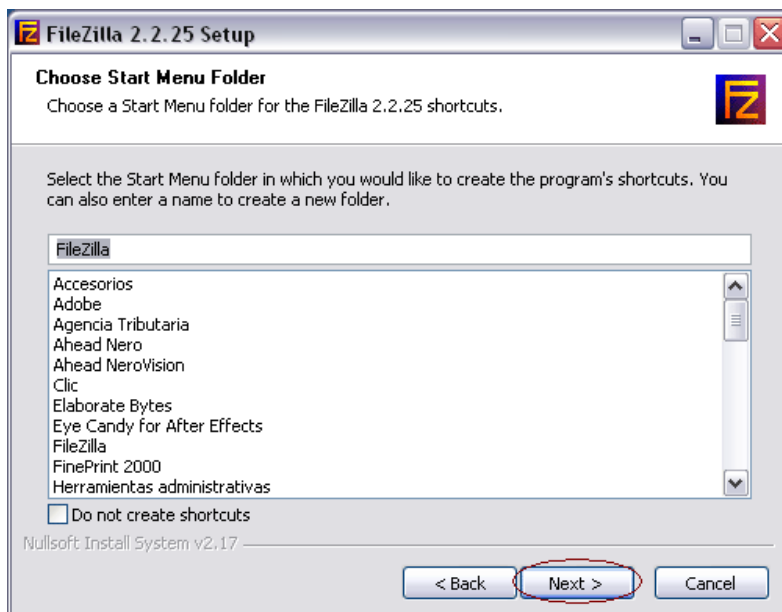 FileZilla 2.2.25 Setup
Choose Start Menu Folder
Choose a Start Menu folder for the FileZilla 2.2.25 shortcuts.
FZ
Select the Start Menu folder in which you would like to create the program's shortcuts. You
can also enter a name to create a new folder.
FileZilla
Accesorios
Adobe
Agencia Tributaria
Ahead Nero
Ahead NeroVision
Clic
Elaborate Bytes
Eye Candy for After Effects
FileZilla
FinePrint 2000
Herramientas administrativas
Do not create shortcuts
Nullsoft Install System v2.17
< Back
Next >
Cancel